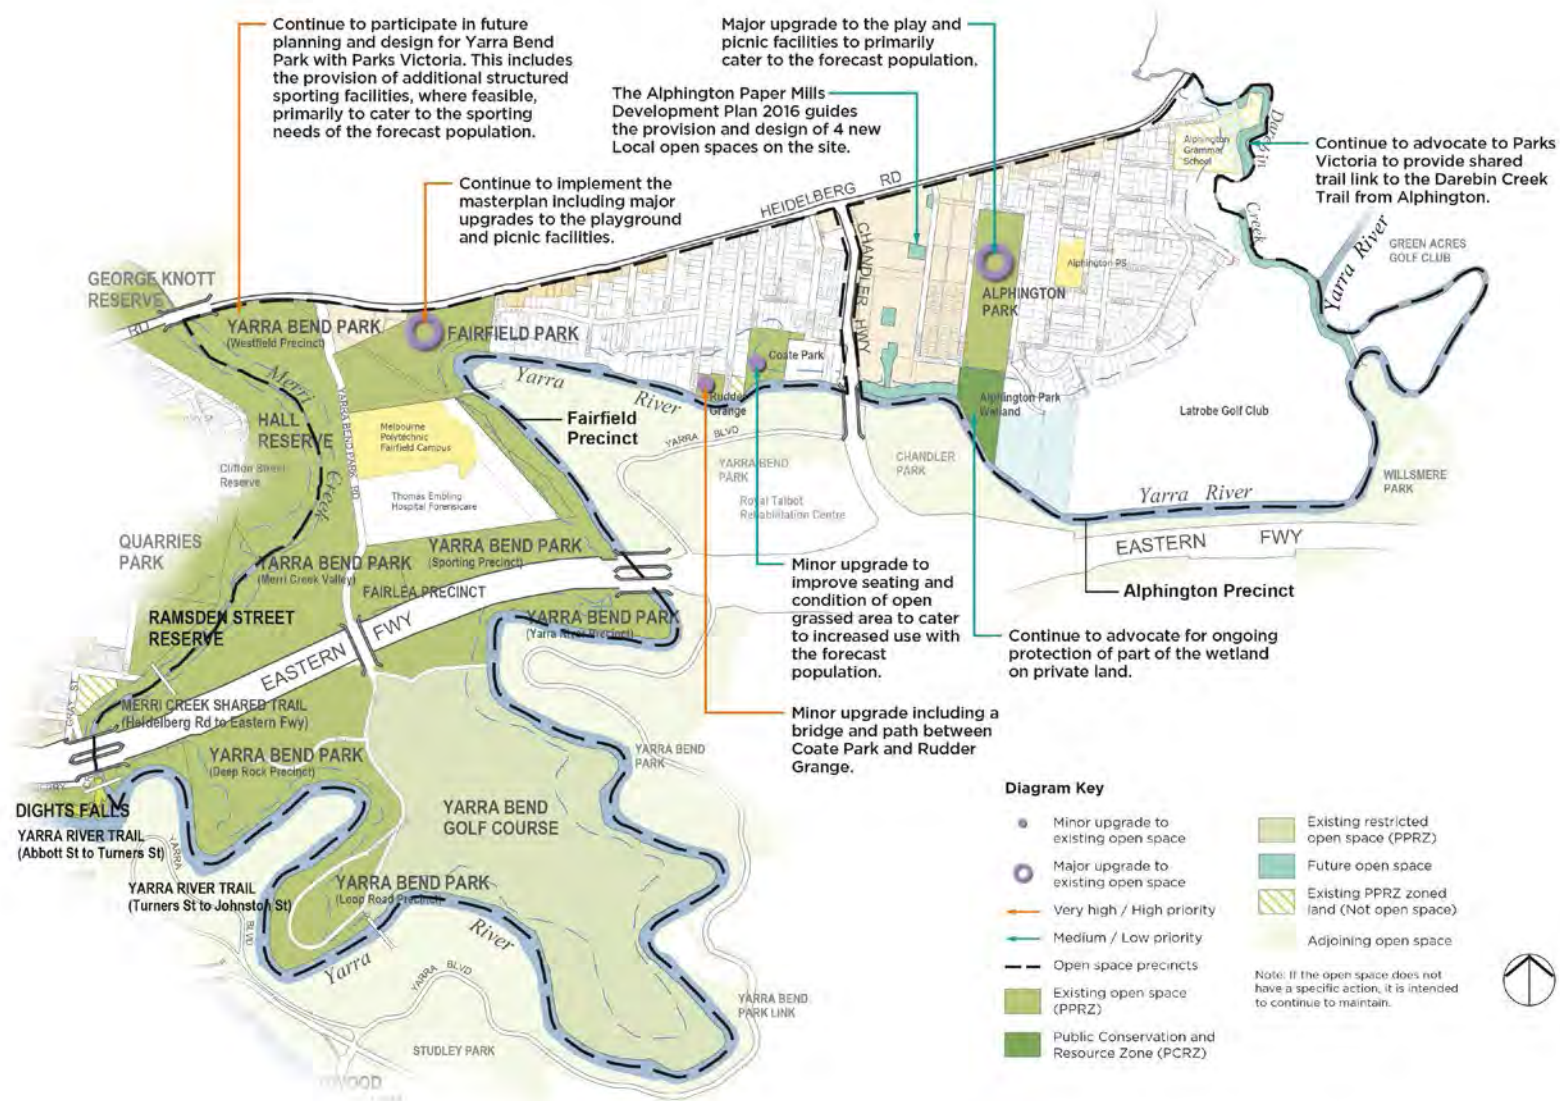 Continue to participate in future
planning and design for Yarra Bend
Park with Parks Victoria. This includes
the provision of additional structured
sporting facilities, where feasible,
primarily to cater to the sporting
needs of the forecast population.
Major upgrade to the play and
picnic facilities to primarily
cater to the forecast population.
The Alphington Paper Mills
Development Plan 2016 guides
the provision and design of 4 new
Local open spaces on the site.
Continue to advocate to Parks
Victoria to provide shared
trail link to the Darebin Creek
Trail from Alphington.
Continue to implement the
masterplan including major
upgrades to the playground
and picnic facilities.
Alphington
Grammar
School
Darebin
Creek
HEIDELBERG RD
CHANDLER HWY
Yarra River
GREEN ACRES
GOLF CLUB
Alphington PS
ALPHINGTON
PARK
GEORGE KNOTT
RESERVE
RD
YARRA BEND PARK
(Westfield Precinct)
FAIRFIELD PARK
Coate Park
Rudder
Grange
Yarra
River
Merri
Creek
HALL
RESERVE
YARRA BEND PARK RD
Melbourne
Polytechnic
Fairfield Campus
Fairfield
Precinct
Alphington Park
Wetland
Latrobe Golf Club
Clifton Street
Reserve
YARRA BLVD
YARRA BEND
PARK
CHANDLER
PARK
WILLSMERE
PARK
Thomas Embling
Hospital Forensicare
Royal Talbot
Rehabilitation Centre
Yarra River
EASTERN FWY
QUARRIES
PARK
YARRA BEND PARK
(Merri Creek Valley)
YARRA BEND PARK
(Sporting Precinct)
FAIRLEA PRECINCT
Alphington Precinct
RAMSDEN STREET
RESERVE
YARRA BEND PARK
(Yarra River Precinct)
EASTERN FWY
Minor upgrade to
improve seating and
condition of open
grassed area to cater
to increased use with
the forecast
population.
Continue to advocate for ongoing
protection of part of the wetland
on private land.
GRAY ST
MERRI CREEK SHARED TRAIL
(Heidelberg Rd to Eastern Fwy)
Minor upgrade including a
bridge and path between
Coate Park and Rudder
Grange.
YARRA BEND PARK
(Deep Rock Precinct)
YARRA BEND
PARK
DIGHTS FALLS
YARRA RIVER TRAIL
(Abbott St to Turners St)
YARRA
BLVD
YARRA BEND
GOLF COURSE
YARRA RIVER TRAIL
(Turners St to Johnston St)
YARRA BEND PARK
(Loop Road Precinct)
Yarra
River
YARRA BLVD
YARRA BEND
PARK LINK
STUDLEY PARK
Diagram Key
Minor upgrade to
existing open space
Major upgrade to
existing open space
Very high / High priority
Medium / Low priority
Open space precincts
Existing open space
(PPRZ)
Public Conservation and
Resource Zone (PCRZ)
Existing restricted
open space (PPRZ)
Future open space
Existing PPRZ zoned
land (Not open space)
Adjoining open space
Note: If the open space does not
have a specific action, it is intended
to continue to maintain.